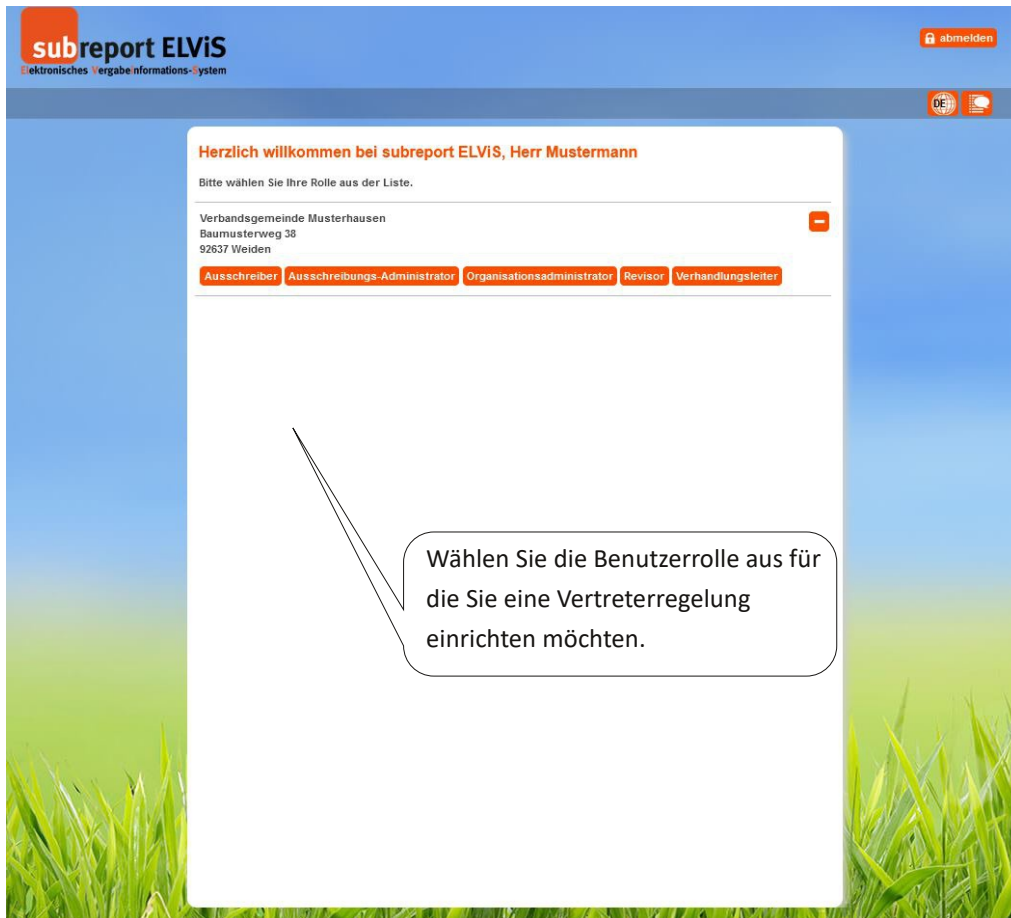 subreport ELViS
Elektronisches VergabeInformations-System
abmelden
DE
Herzlich willkommen bei subreport ELViS, Herr Mustermann
Bitte wählen Sie Ihre Rolle aus der Liste.
Verbandsgemeinde Musterhausen
Baumusterweg 38
92637 Weiden
Ausschreiber Ausschreibungs-Administrator Organisationsadministrator Revisor Verhandlungsleiter
Wählen Sie die Benutzerrolle aus für
die Sie eine Vertreterregelung
einrichten möchten.